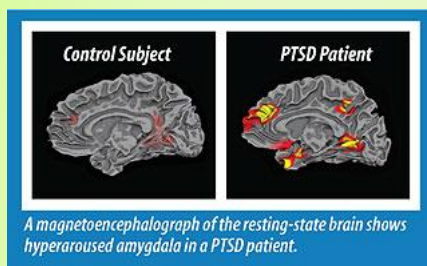 Control Subject
PTSD Patient
A magnetoencephalograph of the resting-state brain shows
hyperaroused amygdala in a PTSD patient.